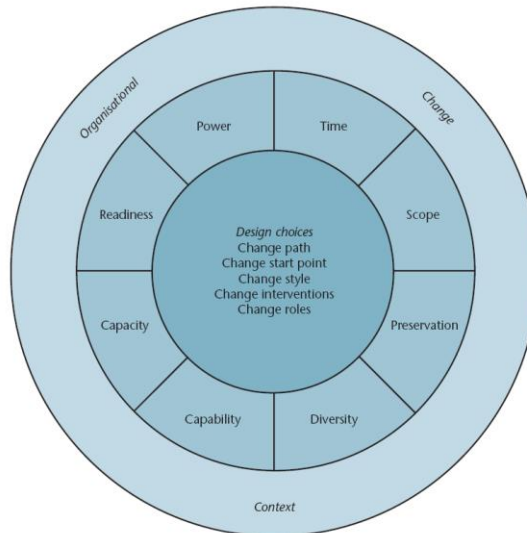 Organisational
Change
Power
Time
Readiness
Scope
Design choices
Change path
Change start point
Change style
Change interventions
Change roles
Capacity
Preservation
Capability
Diversity
Context